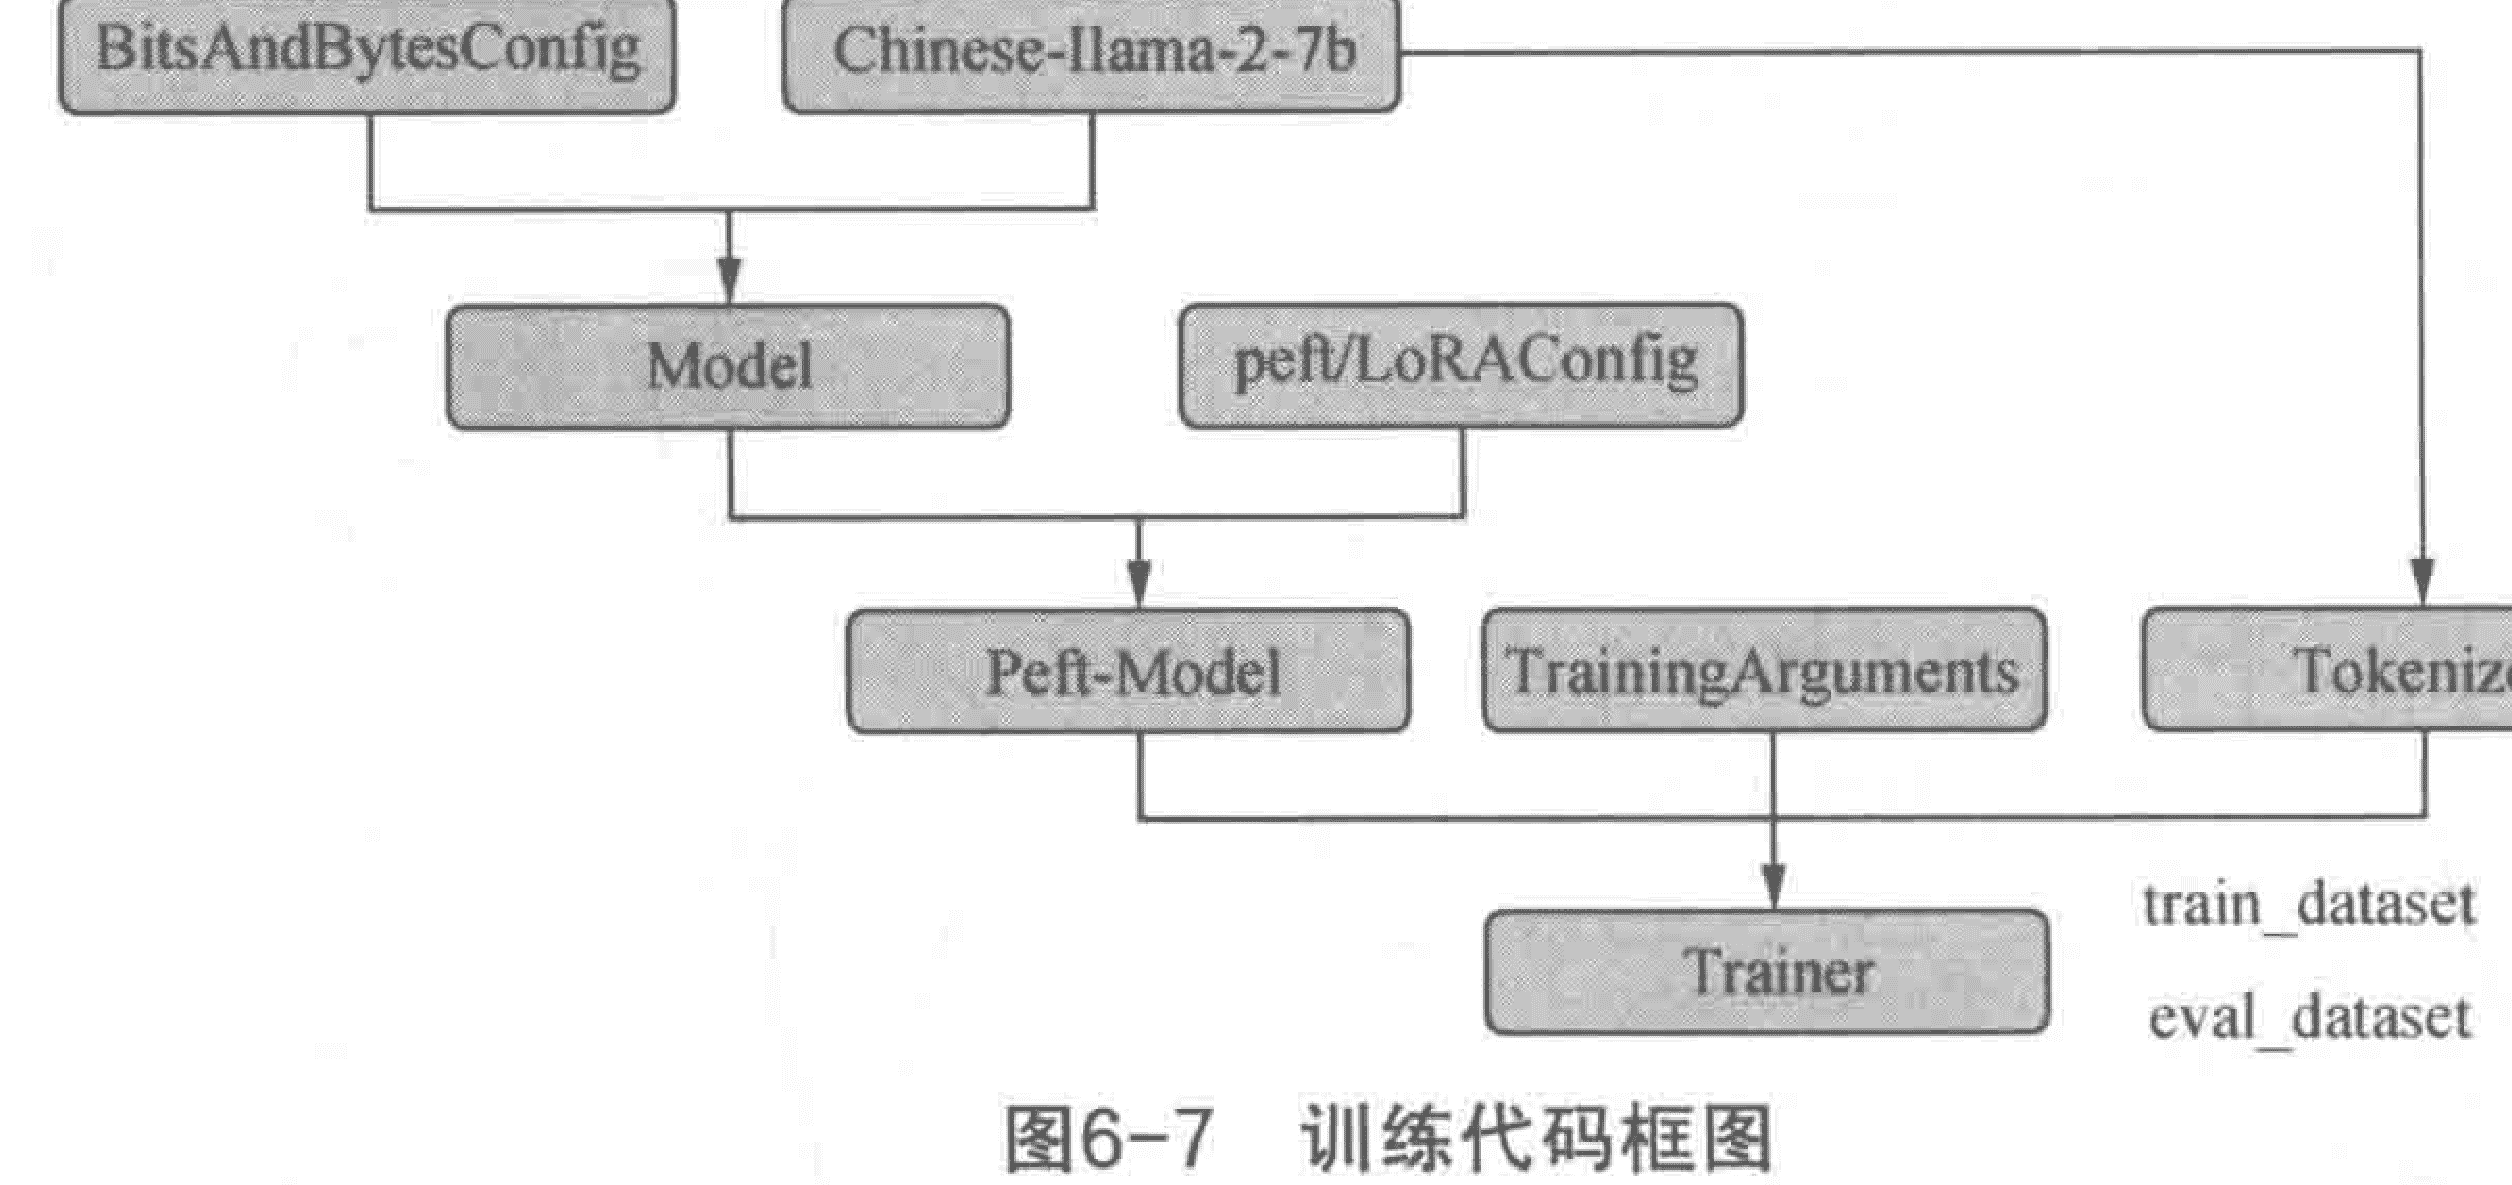 BitsAndBytesConfig
Chinese-llama-2-7b
Model
peft/LoRAConfig
Peft-Model
TrainingArguments
Tokenize
Trainer
train_dataset
eval_dataset
图6-7 训练代码框图